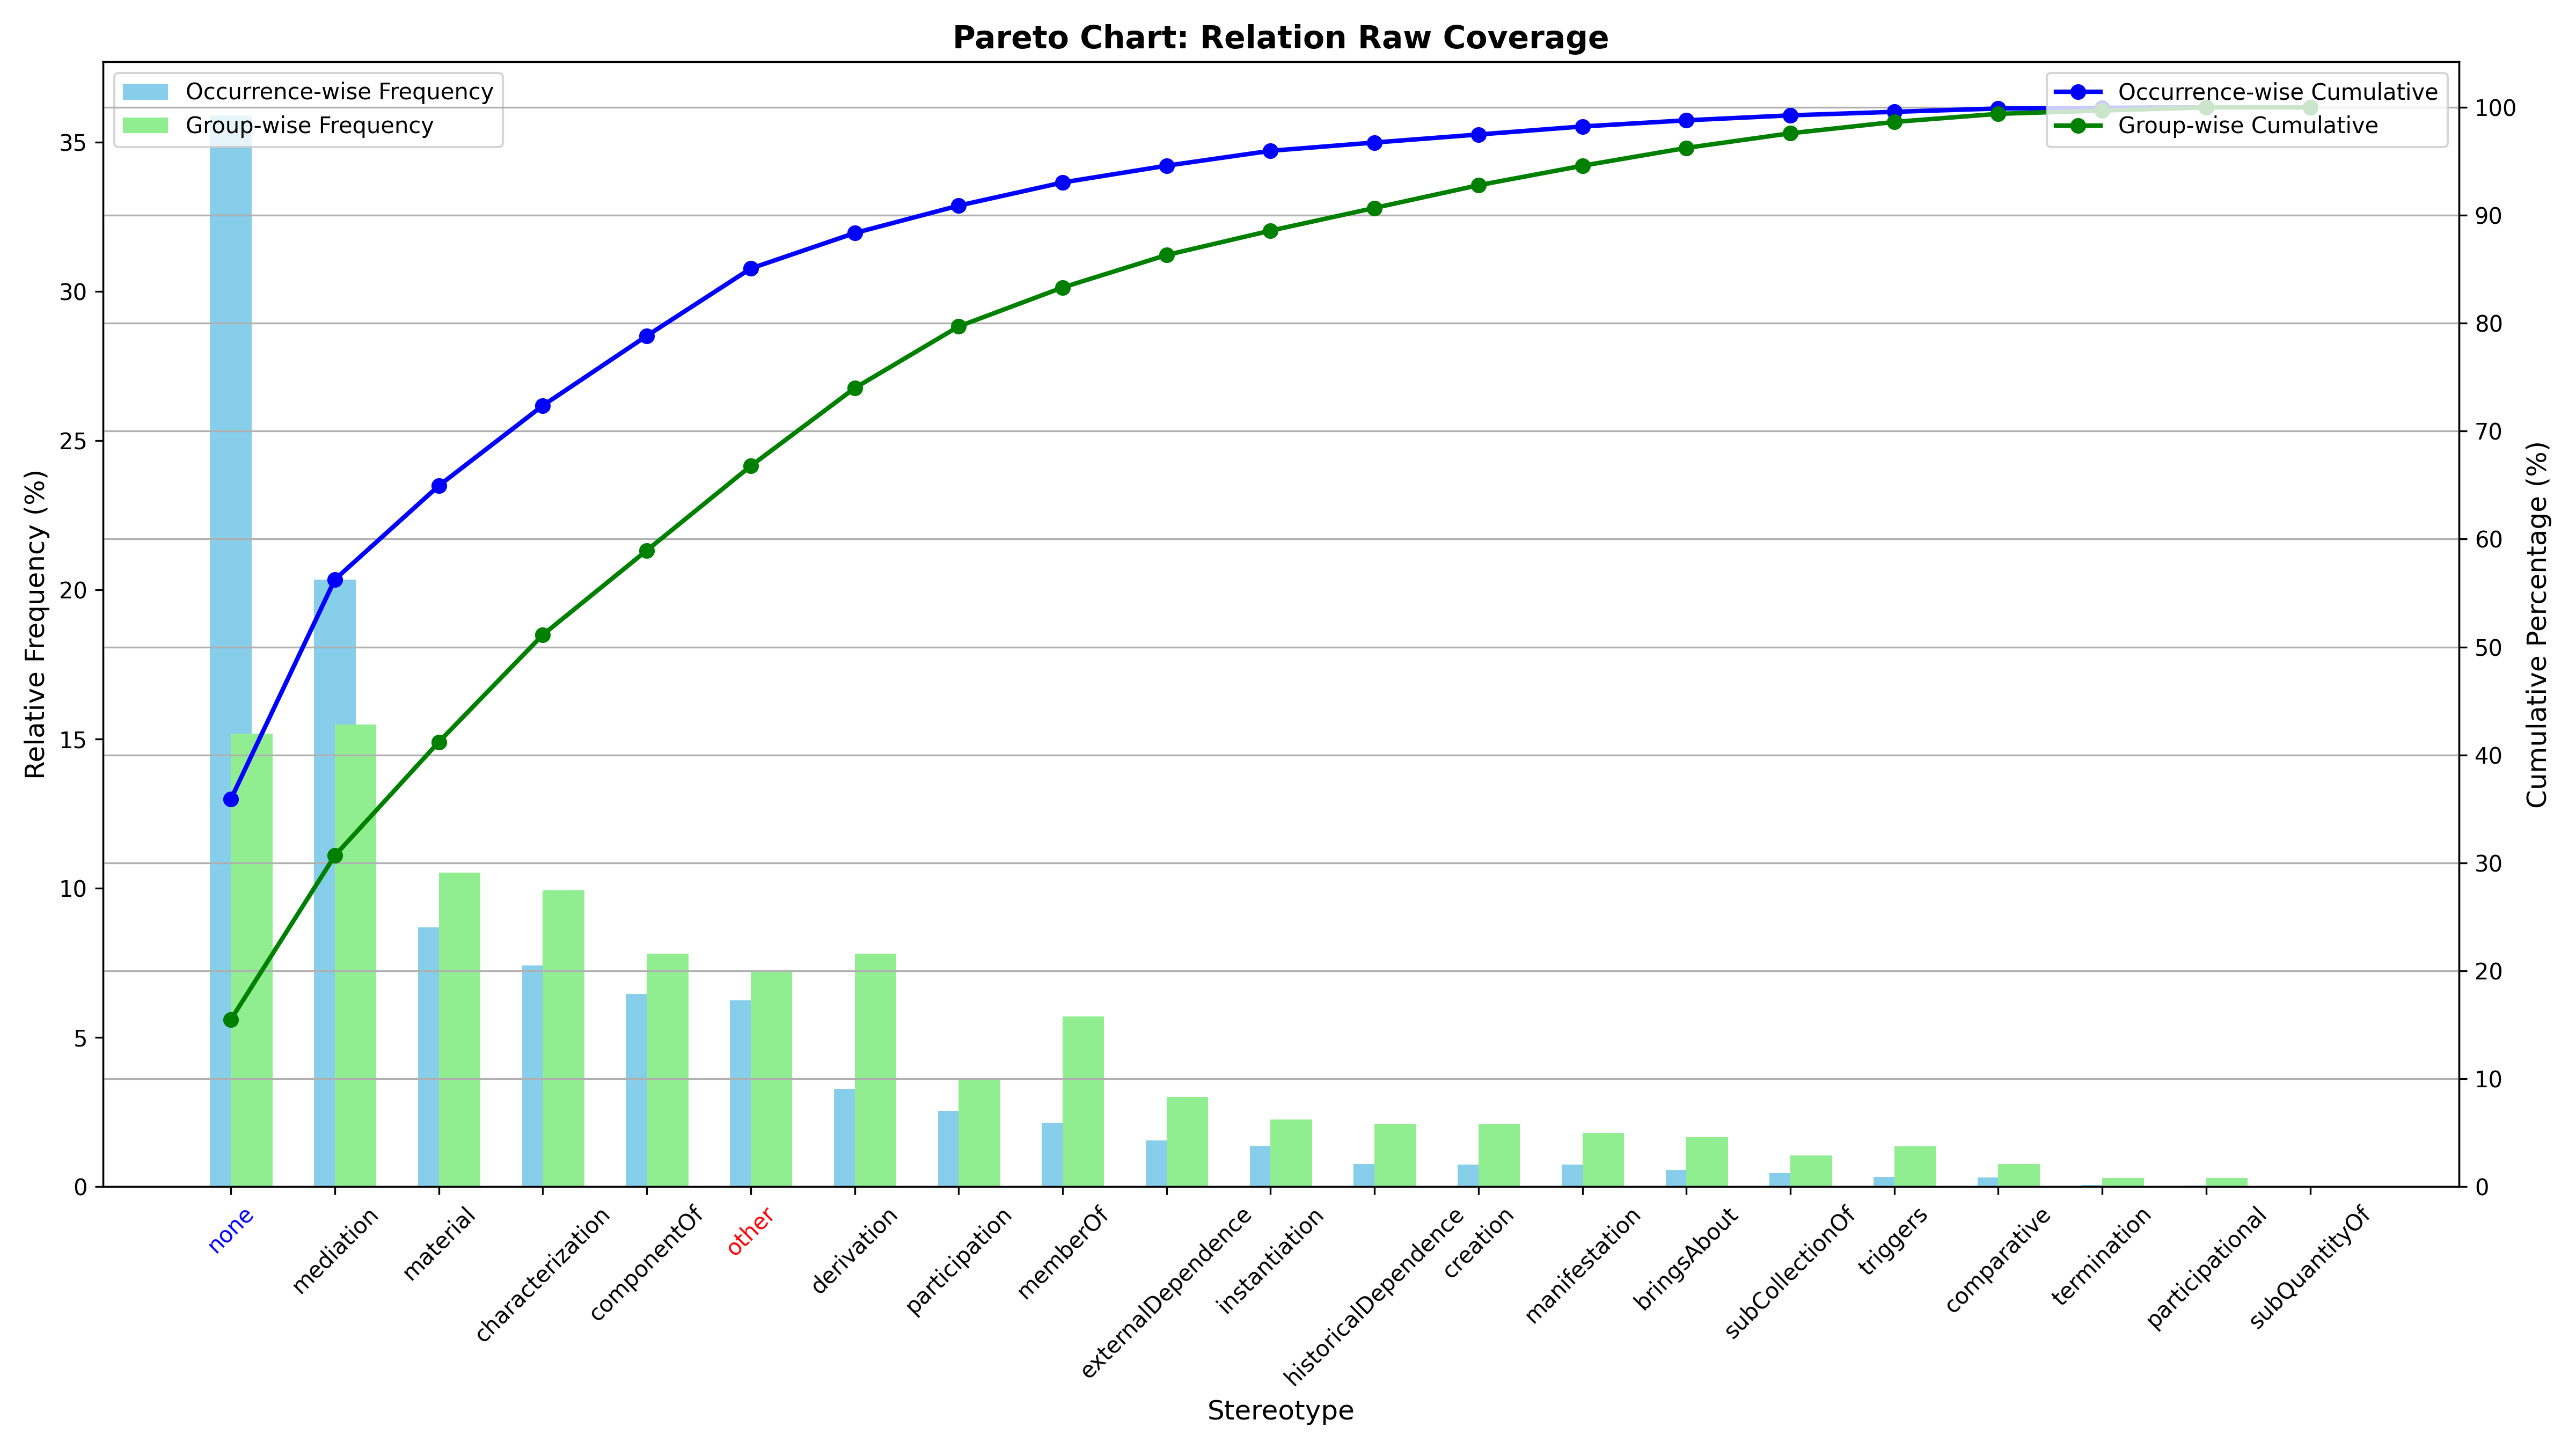 Pareto Chart: Relation Raw Coverage
Occurrence-wise Frequency
Group-wise Frequency
Occurrence-wise Cumulative
Group-wise Cumulative
Relative Frequency (%)
35
30
25
20
15
10
5
0
Cumulative Percentage (%)
100
90
80
70
60
50
40
30
20
10
0
none
mediation
material
characterization
componentOf
other
derivation
participation
memberOf
externalDependence
instantiation
historicalDependence
creation
manifestation
bringsAbout
subCollectionOf
triggers
comparative
termination
participational
subQuantityOf
Stereotype